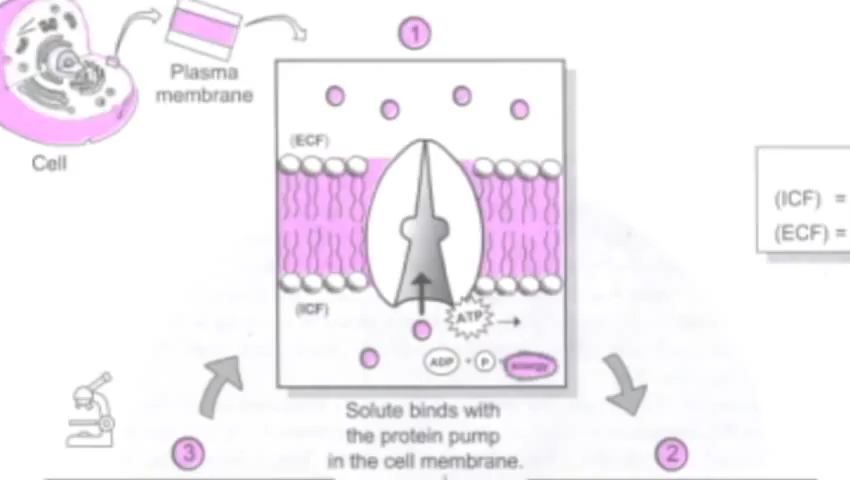 1
Plasma
membrane
(ECF)
Cell
(ICF) =
(ECF) =
(ICF)
ATP
ADP + P + energy
Solute binds with
the protein pump
in the cell membrane.
3
2